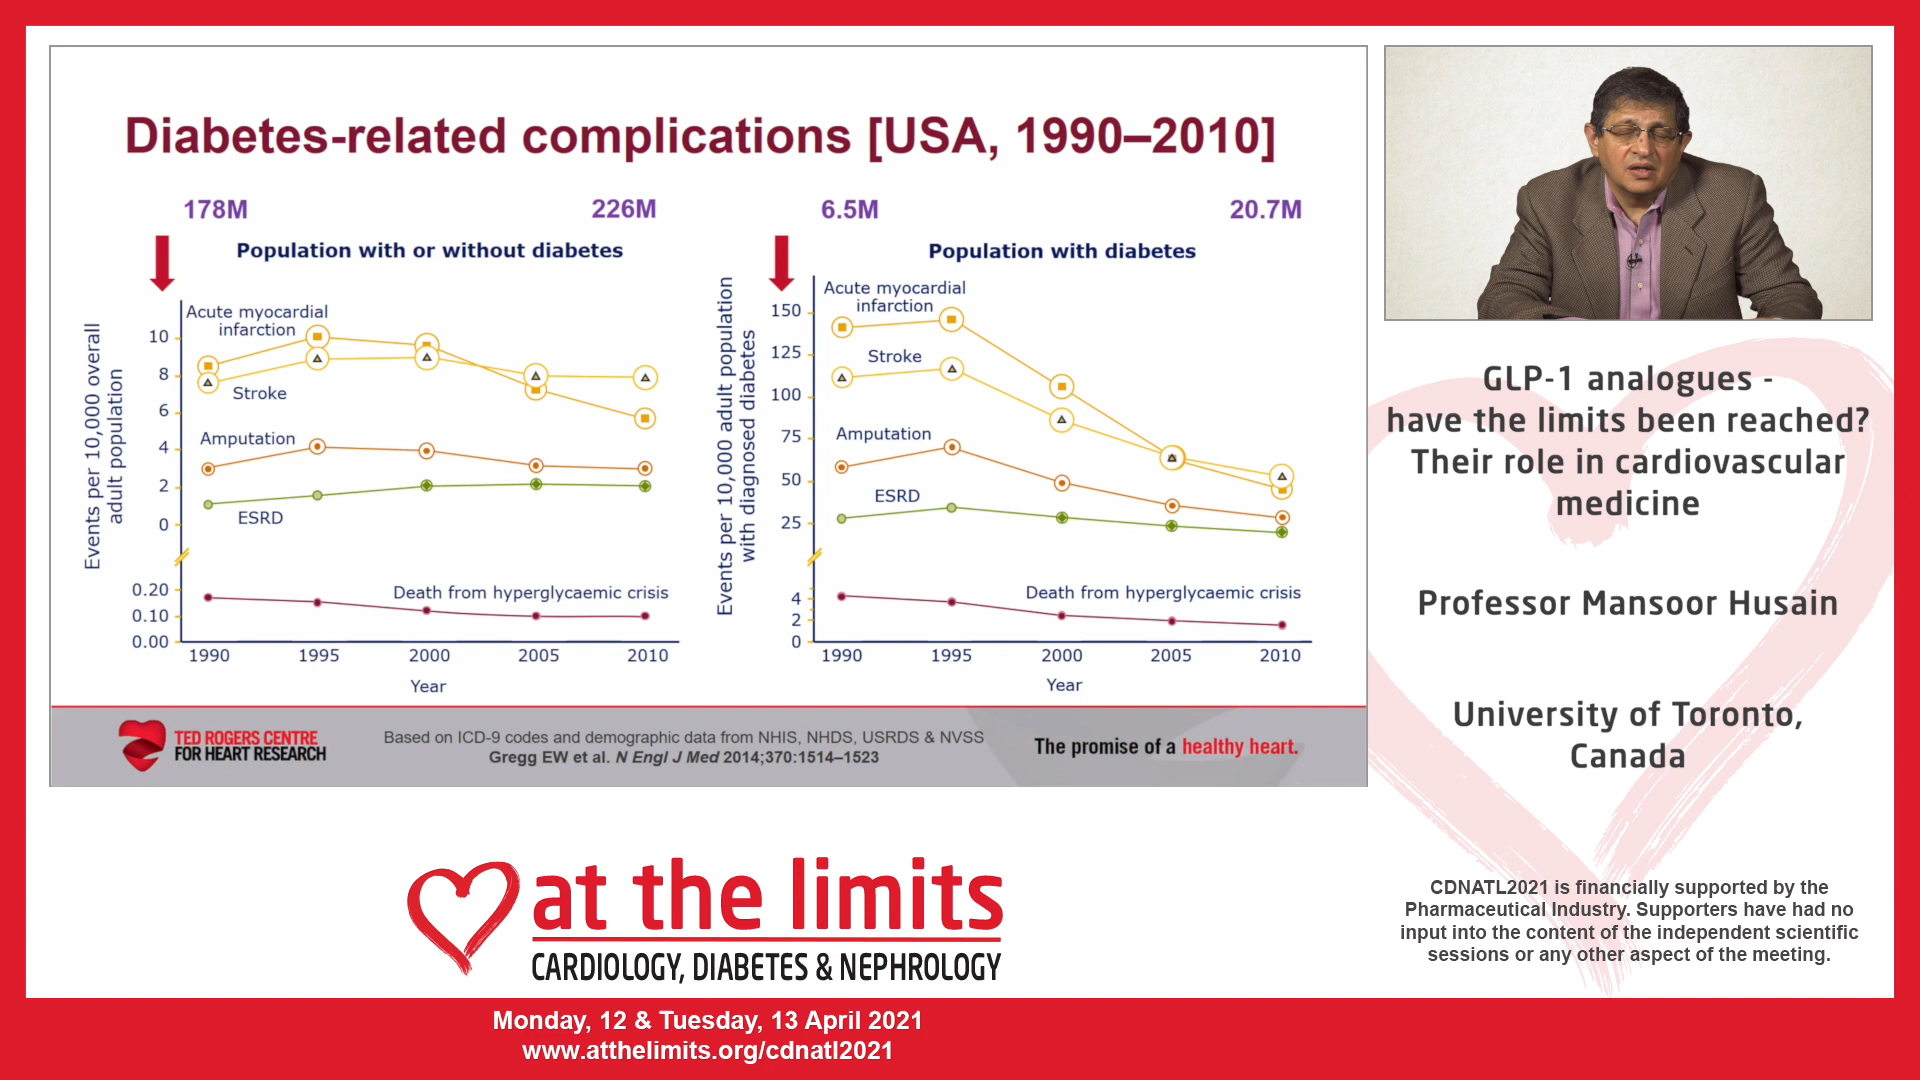 Diabetes-related complications [USA, 1990–2010]
178M
226M
Population with or without diabetes
Events per 10,000 overall
adult population
10
8
6
4
2
0
0.20
0.10
0.00
Acute myocardial
infarction
Stroke
Amputation
ESRD
Death from hyperglycaemic crisis
1990 1995 2000 2005 2010
Year
6.5M
20.7M
Population with diabetes
Events per 10,000 adult population
with diagnosed diabetes
150
125
100
75
50
25
4
2
0
Acute myocardial
infarction
Stroke
Amputation
ESRD
Death from hyperglycaemic crisis
1990 1995 2000 2005 2010
Year
TED ROGERS CENTRE
FOR HEART RESEARCH
Based on ICD-9 codes and demographic data from NHIS, NHDS, USRDS & NVSS
Gregg EW et al. N Engl J Med 2014;370:1514–1523
The promise of a healthy heart.
GLP-1 analogues -
have the limits been reached?
Their role in cardiovascular
medicine
Professor Mansoor Husain
University of Toronto,
Canada
CDNATL2021 is financially supported by the
Pharmaceutical Industry. Supporters have had no
input into the content of the independent scientific
sessions or any other aspect of the meeting.
at the limits
CARDIOLOGY, DIABETES & NEPHROLOGY
Monday, 12 & Tuesday, 13 April 2021
www.atthelimits.org/cdnatl2021